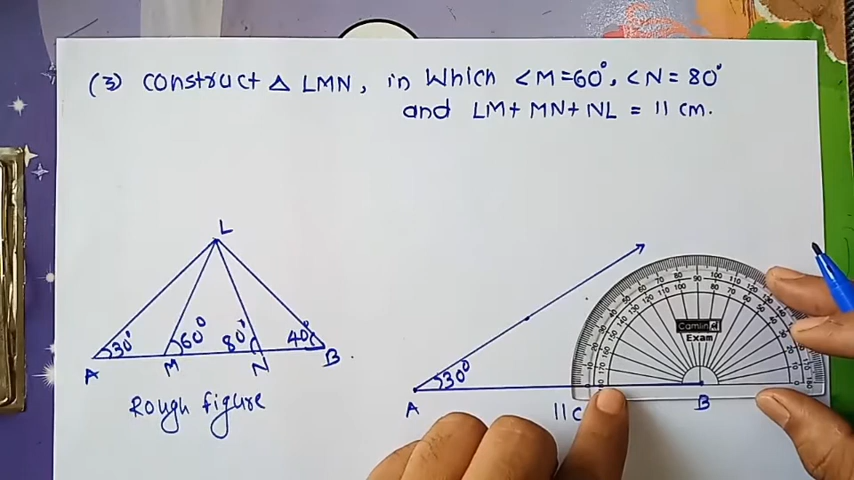 (3) Construct △ LMN, in Which <M=60°, <N=80°
and LM+ MN+ NL = 11 cm.
L
30° 60° 80° 40°
A M N B
Rough figure
30°
A B
11 c
Camlin
Exam